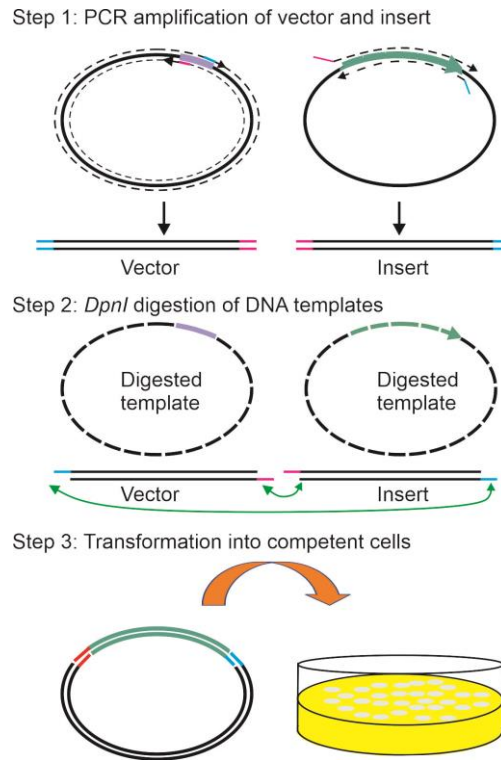 Step 1: PCR amplification of vector and insert
Vector
Insert
Step 2: DpnI digestion of DNA templates
Digested
template
Digested
template
Vector
Insert
Step 3: Transformation into competent cells